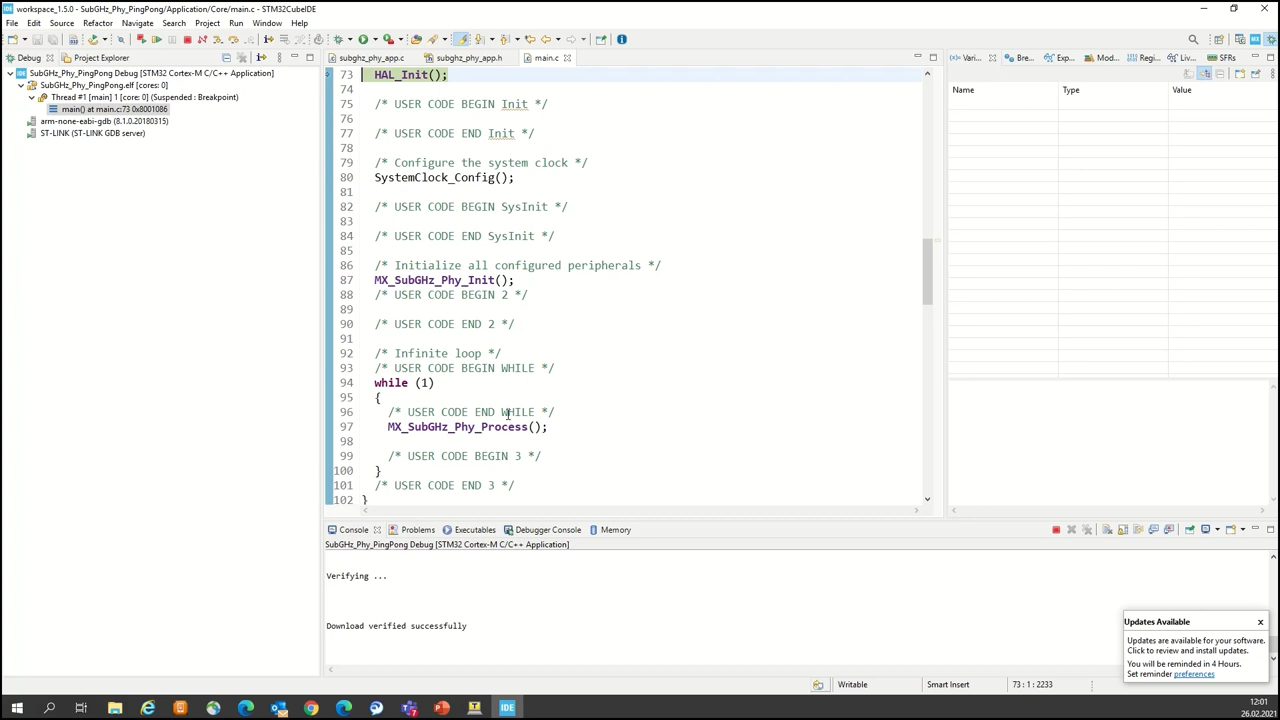 workspace_1.5.0 - SubGHz_Phy_PingPong/Application/Core/main.c - STM32CubeIDE
File Edit Source Refactor Navigate Search Project Run Window Help
Debug Project Explorer
SubGHz_Phy_PingPong Debug [STM32 Cortex-M C/C++ Application]
SubGHz_Phy_PingPong.elf [cores: 0]
Thread #1 [main] 1 [core: 0] (Suspended : Breakpoint)
main() at main.c:73 0x8001086
arm-none-eabi-gdb (8.1.0.20180315)
ST-LINK (ST-LINK GDB server)
subghz_phy_app.c subghz_phy_app.h main.c
73 HAL_Init();
74
75 /* USER CODE BEGIN Init */
76
77 /* USER CODE END Init */
78
79 /* Configure the system clock */
80 SystemClock_Config();
81
82 /* USER CODE BEGIN SysInit */
83
84 /* USER CODE END SysInit */
85
86 /* Initialize all configured peripherals */
87 MX_SubGHz_Phy_Init();
88 /* USER CODE BEGIN 2 */
89
90 /* USER CODE END 2 */
91
92 /* Infinite loop */
93 /* USER CODE BEGIN WHILE */
94 while (1)
95 {
96 /* USER CODE END WHILE */
97 MX_SubGHz_Phy_Process();
98
99 /* USER CODE BEGIN 3 */
100 }
101 /* USER CODE END 3 */
102 }
(x)= Vari... Bre... Exp... Mod... Regi... Liv... SFRs
Name Type Value
Console Problems Executables Debugger Console Memory
SubGHz_Phy_PingPong Debug [STM32 Cortex-M C/C++ Application]
Verifying ...
Download verified successfully
Updates Available x
Updates are available for your software.
Click to review and install updates.
You will be reminded in 4 Hours.
Set reminder preferences
Writable Smart Insert 73 : 1 : 2233
12:01
26.02.2021